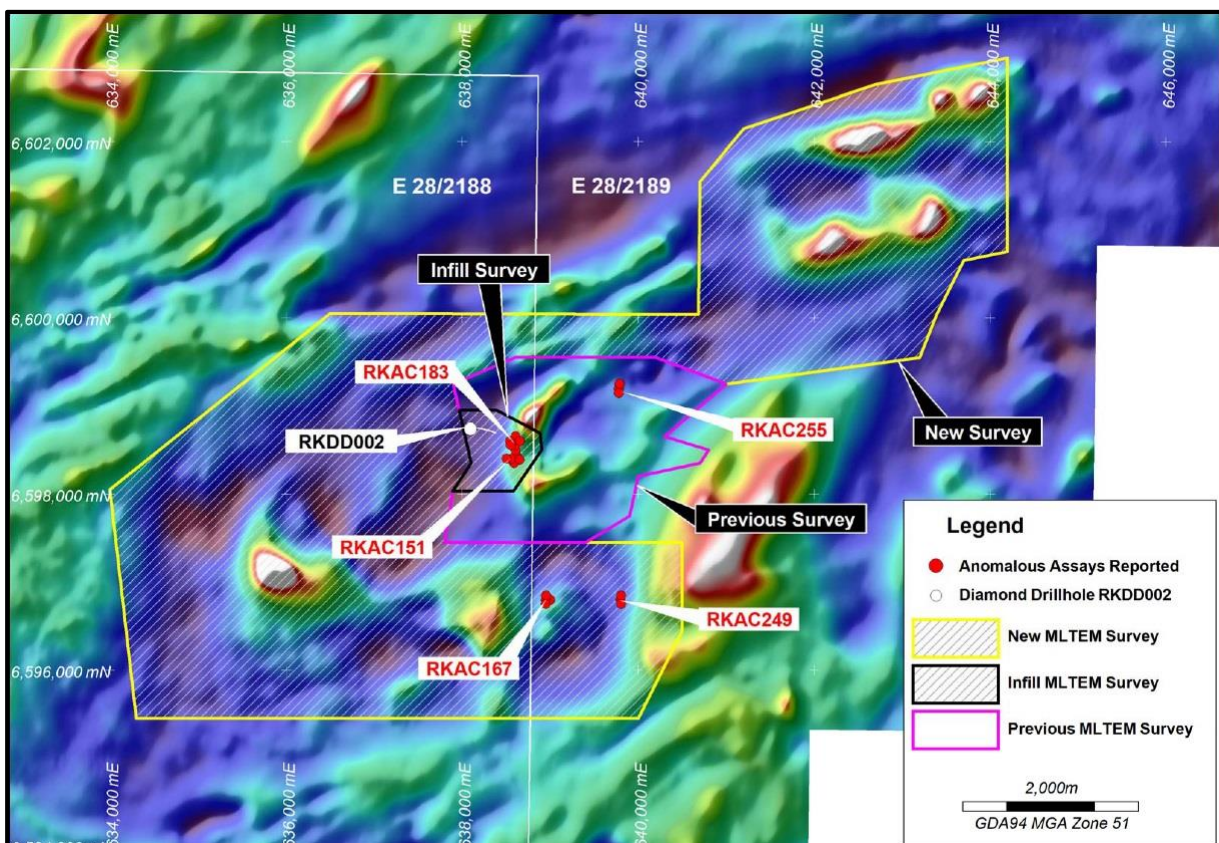 634,000 mE
636,000 mE
638,000 mE
640,000 mE
642,000 mE
644,000 mE
646,000 mE
6,602,000 mN
E 28/2188
E 28/2189
Infill Survey
6,600,000 mN
RKAC183
RKDD002
RKAC255
New Survey
6,598,000 mN
Previous Survey
RKAC151
RKAC249
RKAC167
6,596,000 mN
Legend
Anomalous Assays Reported
Diamond Drillhole RKDD002
New MLTEM Survey
Infill MLTEM Survey
Previous MLTEM Survey
2,000m
GDA94 MGA Zone 51
634,000 mE
636,000 mE
638,000 mE
640,000 mE